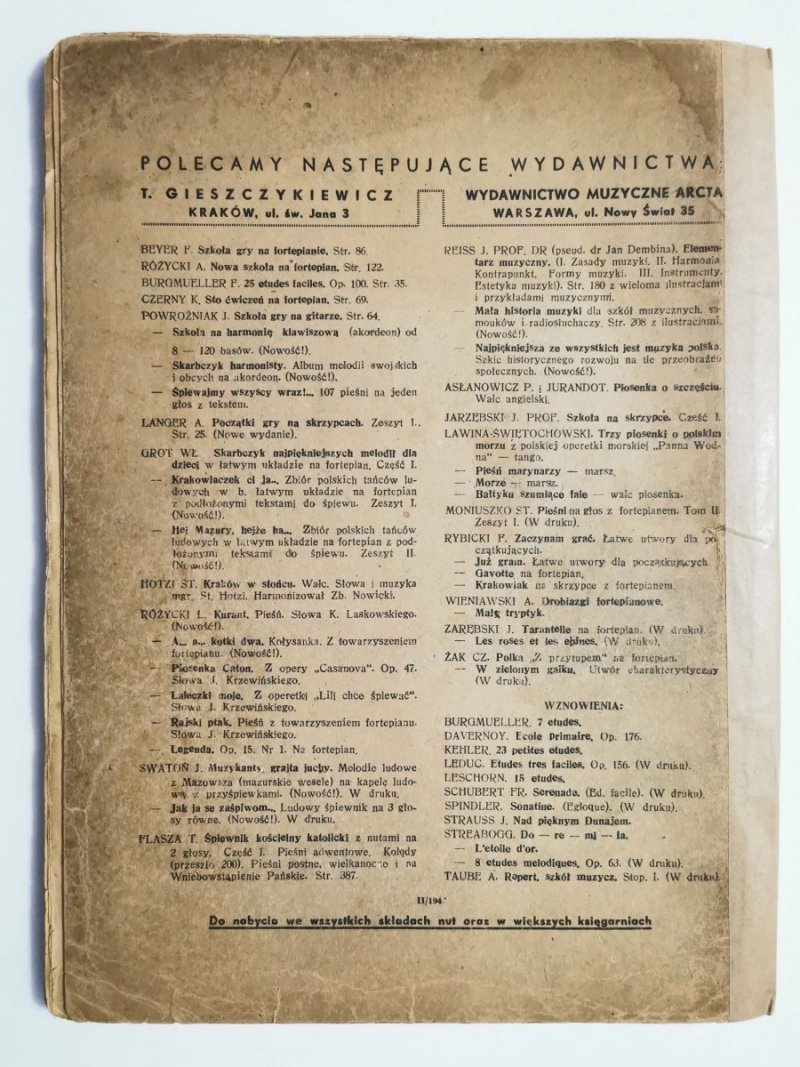 POLECAMY NASTĘPUJĄCE WYDAWNICTWA:
T. GIESZCZYKIEWICZ
KRAKÓW, ul. św. Jana 3
BEYER F. Szkoła gry na fortepianie. Str. 86.
RÓŻYCKI A. Nowa szkoła na fortepian. Str. 122.
BURGMUELLER F. 25 etudes faciles. Op. 100. Str. 35.
CZERNY K. Sto ćwiczeń na fortepian. Str. 69.
POWROŹNIAK J. Szkoła gry na gitarze. Str. 64.
— Szkoła na harmonię klawiszową (akordeon) od
8 — 120 basów. (Nowość!).
— Skarbczyk harmonisty. Album melodii swojskich
i obcych na akordeon. (Nowość!).
— Śpiewajmy wszyscy wraz!... 107 pieśni na jeden
głos z tekstem.
LANGER A. Początki gry na skrzypcach. Zeszyt I..
Str. 25. (Nowe wydanie).
GROT WŁ. Skarbczyk najpiękniejszych melodii dla
dzieci w łatwym układzie na fortepian. Część I.
— Krakowiaczek ci ja... Zbiór polskich tańców lu-
dowych w b. łatwym układzie na fortepian
z podłożonymi tekstami do śpiewu. Zeszyt I.
(Nowość!).
— Hej Mazury, hejże ha... Zbiór polskich tańców
ludowych w łatwym układzie na fortepian z pod-
łożonymi tekstami do śpiewu. Zeszyt II.
(Nowość!).
HOTZI ST. Kraków w słońcu. Walc. Słowa i muzyka
mgr. St. Hotzi. Harmonizował Zb. Nowicki.
RÓŻYCKI L. Kurant. Pieśń. Słowa K. Laskowskiego.
(Nowość!).
— A... a... kotki dwa. Kołysanka. Z towarzyszeniem
fortepianu. (Nowość!).
— Piosenka Caton. Z opery „Casanova". Op. 47.
Słowa J. Krzewińskiego.
— Laleczki moje. Z operetki „Lili chce śpiewać".
Słowa J. Krzewińskiego.
— Rajski ptak. Pieśń z towarzyszeniem fortepianu.
Słowa J. Krzewińskiego.
— Legenda. Op. 15. Nr 1. Na fortepian.
SWATOŃ J. Muzykanty, grajta juchy. Melodie ludowe
z Mazowsza (mazurskie wesele) na kapelę ludo-
wą z przyśpiewkami. (Nowość!). W druku.
— Jak ja se zaśpiwom... Ludowy śpiewnik na 3 gło-
sy równe. (Nowość!). W druku.
FLASZA T. Śpiewnik kościelny katolicki z nutami na
2 głosy. Część I. Pieśni adwentowe, Kolędy
(przeszło 200). Pieśni postne, wielkanocne i na
Wniebowstąpienie Pańskie. Str. 387.
WYDAWNICTWO MUZYCZNE ARCTA
WARSZAWA, ul. Nowy Świat 35
REISS J. PROF. DR (pseud. dr Jan Dembina). Elemen-
tarz muzyczny. (I. Zasady muzyki. II. Harmonia
Kontrapunkt. Formy muzyki. III. Instrumenty.
Estetyka muzyki). Str. 180 z wieloma ilustracjami
i przykładami muzycznymi.
— Mała historia muzyki dla szkół muzycznych, sa-
mouków i radiosłuchaczy. Str. 208 z ilustracjami.
(Nowość!).
— Najpiękniejsza ze wszystkich jest muzyka polska.
Szkic historycznego rozwoju na tle przeobrażeń
społecznych. (Nowość!).
ASŁANOWICZ P. i JURANDOT. Piosenka o szczęściu.
Walc angielski.
JARZĘBSKI J. PROF. Szkoła na skrzypce. Cześć I.
LAWINA-ŚWIĘTOCHOWSKI. Trzy piosenki o polskim
morzu z polskiej operetki morskiej „Panna Wod-
na" — tango.
— Pieśń marynarzy — marsz.
— Morze — marsz.
— Bałtyku szumiące fale — walc piosenka.
MONIUSZKO ST. Pieśni na głos z fortepianem. Tom II
Zeszyt I. (W druku).
RYBICKI F. Zaczynam grać. Łatwe utwory dla po-
czątkujących.
— Już gram. Łatwe utwory dla początkujących.
— Gavotte na fortepian.
— Krakowiak na skrzypce z fortepianem.
WIENIAWSKI A. Drobiazgi fortepianowe.
— Mały tryptyk.
ZARĘBSKI J. Tarantelle na fortepian. (W druku).
— Les roses et les epines. (W druku).
ŻAK CZ. Polka „Z przytupem" na fortepian.
— W zielonym gaiku. Utwór charakterystyczny
(W druku).
WZNOWIENIA:
BURGMUELLER. 7 etudes.
DAVERNOY. Ecole Primaire. Op. 176.
KEHLER. 23 petites etudes.
LEDUC. Etudes tres faciles. Op. 156. (W druku).
LESCHORN. 15 etudes.
SCHUBERT FR. Serenada. (Ed. facile). (W druku).
SPINDLER. Sonatine. (Egloque). (W druku).
STRAUSS J. Nad pięknym Dunajem.
STREABOGG. Do — re — mi — fa.
— L'etoile d'or.
— 8 etudes melodiques. Op. 63. (W druku).
TAUBE A. Repert. szkół muzycz. Stop. I. (W druku).
II/194
Do nabycia we wszystkich składach nut oraz w większych księgarniach